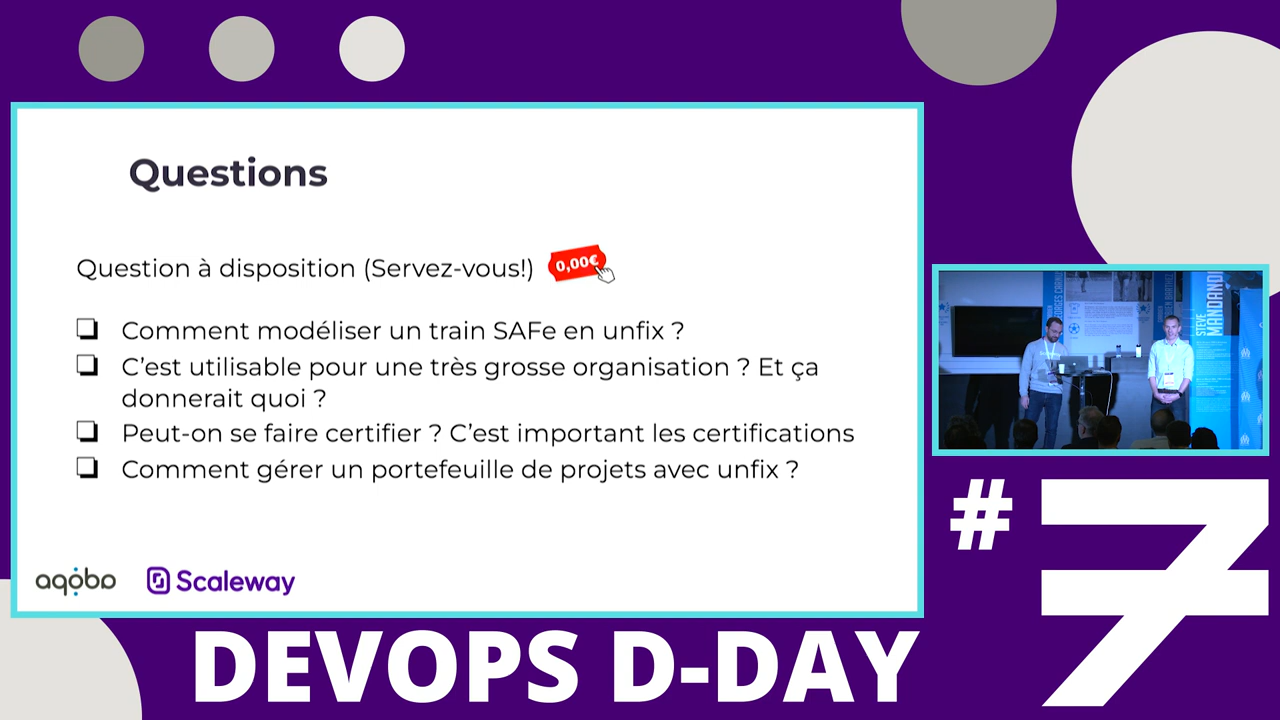 Questions
Question à disposition (Servez-vous!)
0,00€
Comment modéliser un train SAFe en unfix ?
C’est utilisable pour une très grosse organisation ? Et ça
donnerait quoi ?
Peut-on se faire certifier ? C’est important les certifications
Comment gérer un portefeuille de projets avec unfix ?
aqoba
Scaleway
STEVE
MANDANDA
#7
DEVOPS D-DAY